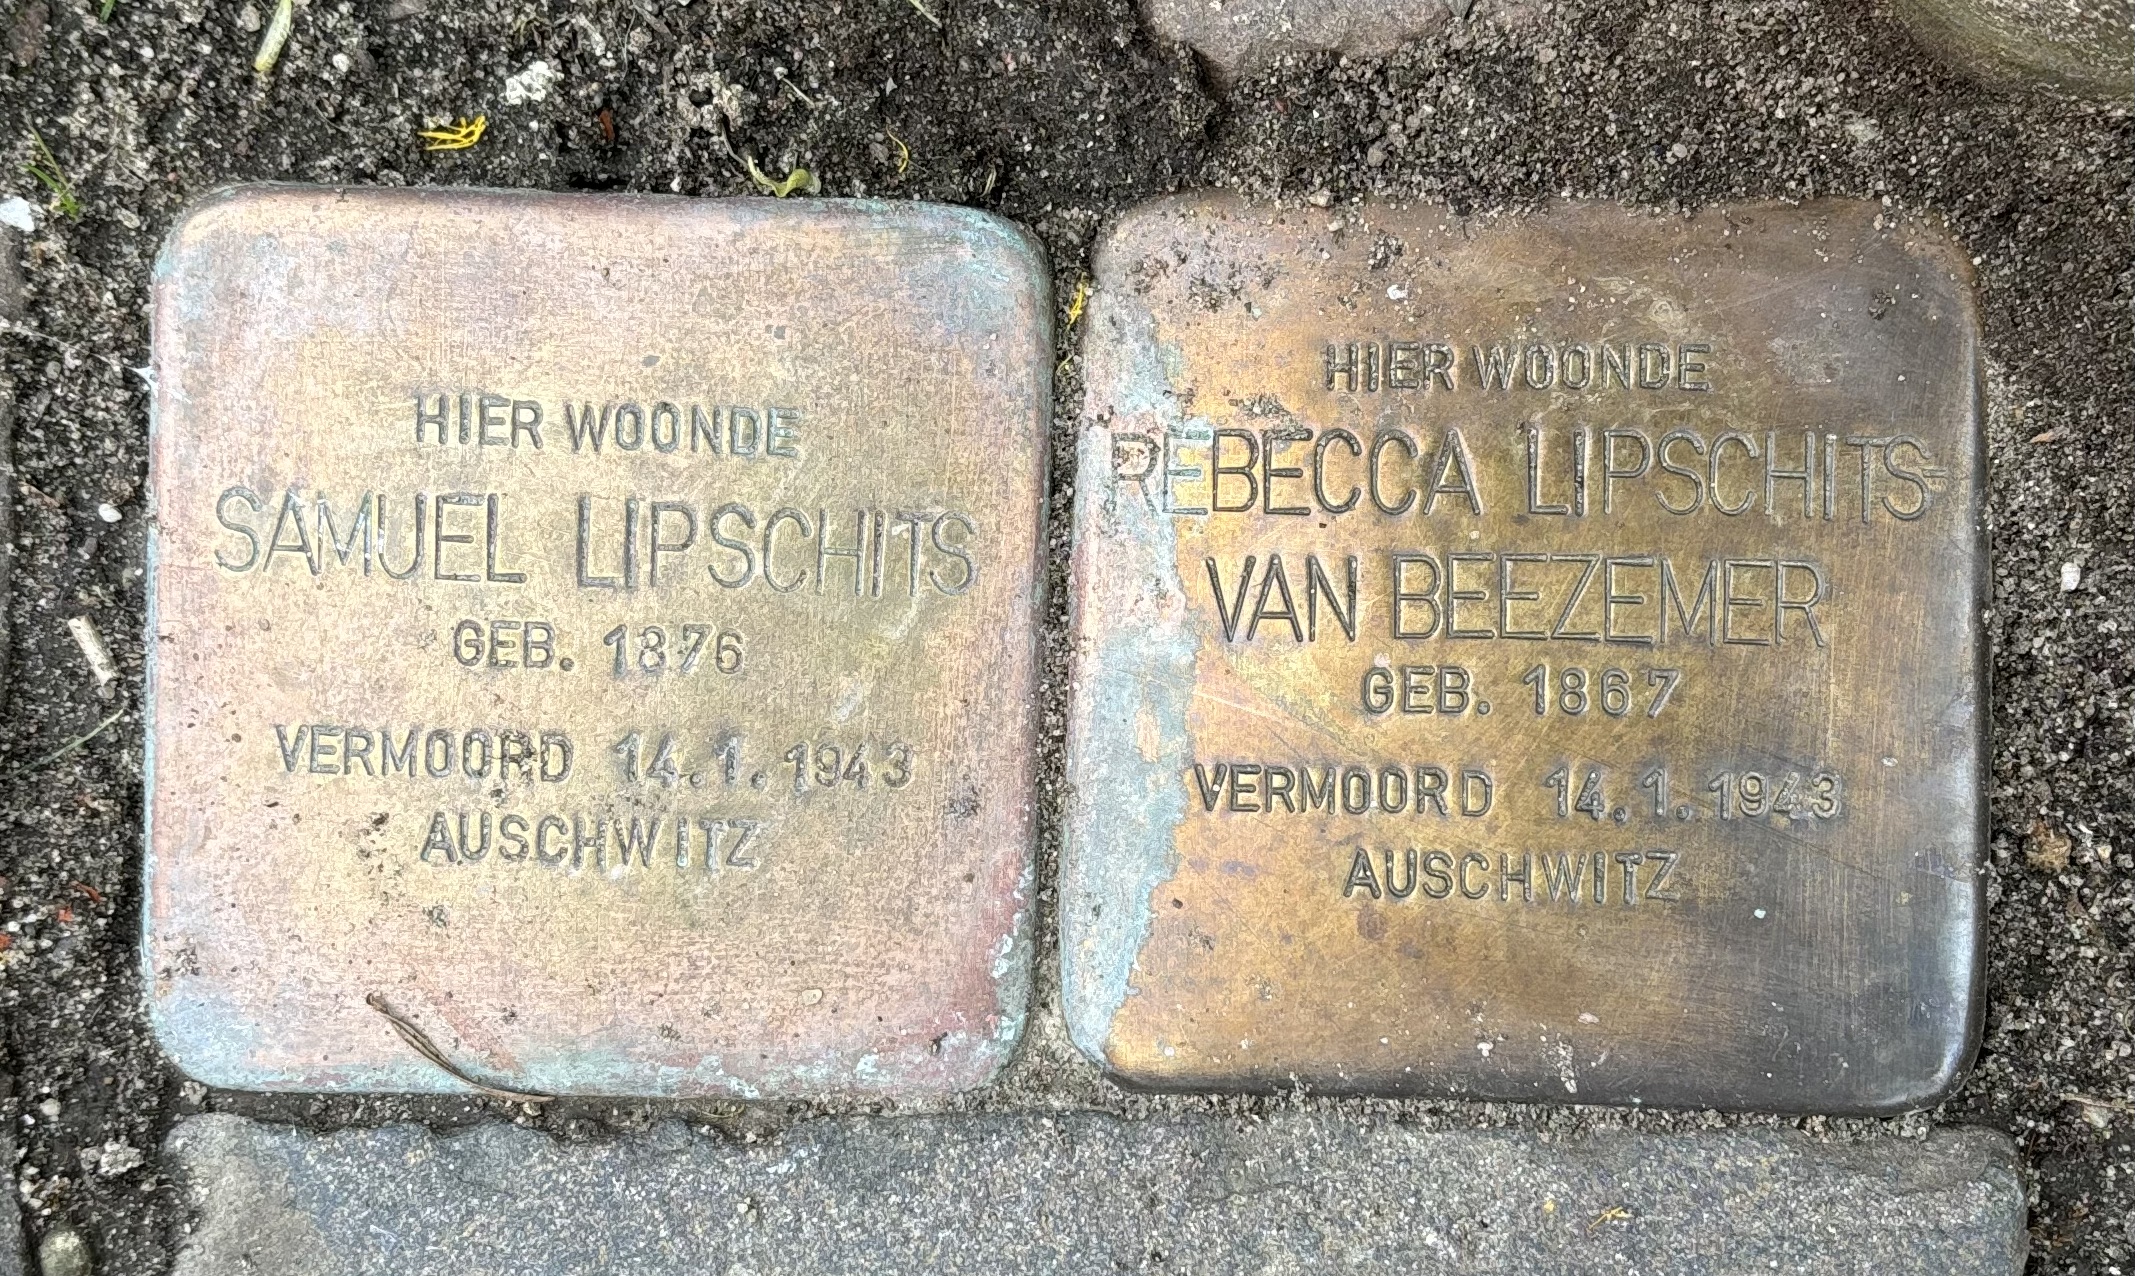 HIER WOONDE
SAMUEL LIPSCHITS
GEB. 1876
VERMOORD 14.1.1943
AUSCHWITZ
HIER WOONDE
REBECCA LIPSCHITS-
VAN BEEZEMER
GEB. 1867
VERMOORD 14.1.1943
AUSCHWITZ